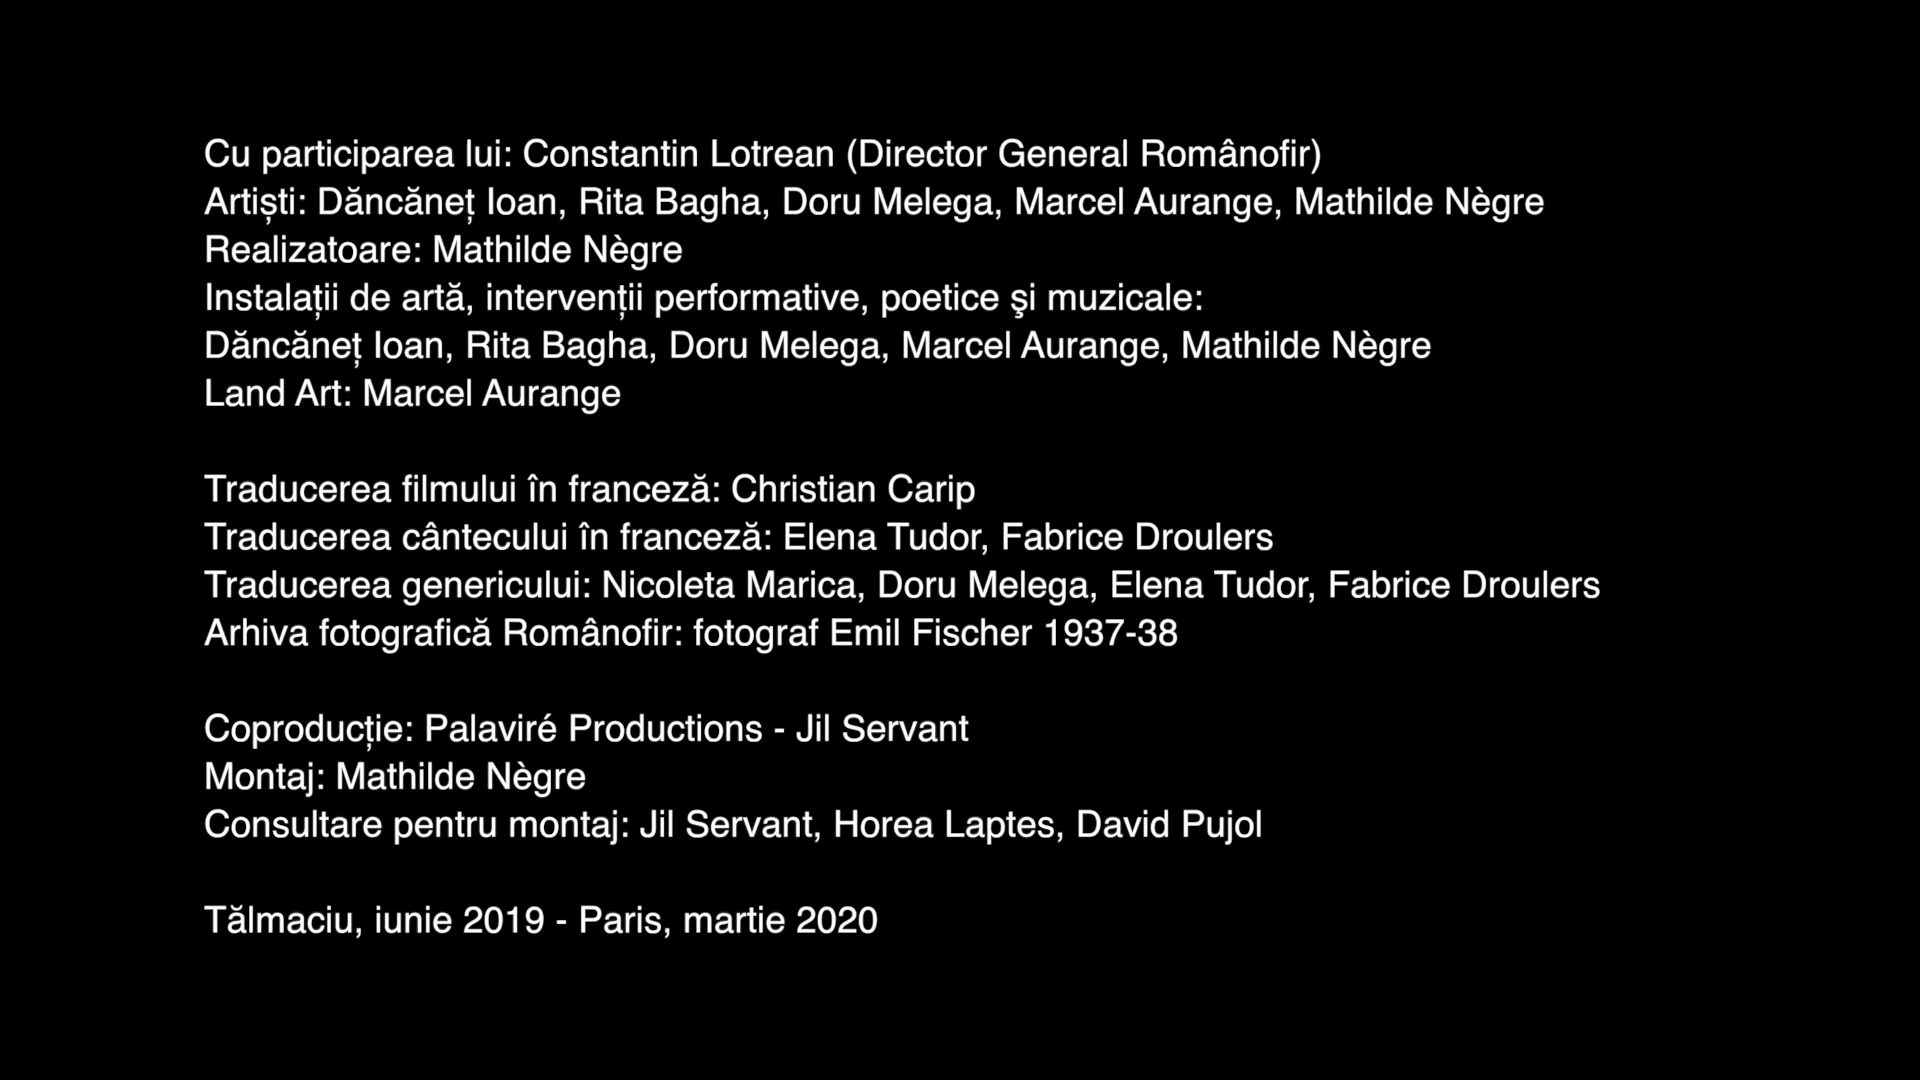 Cu participarea lui: Constantin Lotrean (Director General Românofir)
Artiști: Dăncăneț Ioan, Rita Bagha, Doru Melega, Marcel Aurange, Mathilde Nègre
Realizatoare: Mathilde Nègre
Instalații de artă, intervenții performative, poetice şi muzicale:
Dăncăneț Ioan, Rita Bagha, Doru Melega, Marcel Aurange, Mathilde Nègre
Land Art: Marcel Aurange
Traducerea filmului în franceză: Christian Carip
Traducerea cântecului în franceză: Elena Tudor, Fabrice Droulers
Traducerea genericului: Nicoleta Marica, Doru Melega, Elena Tudor, Fabrice Droulers
Arhiva fotografică Românofir: fotograf Emil Fischer 1937-38
Coproducție: Palaviré Productions - Jil Servant
Montaj: Mathilde Nègre
Consultare pentru montaj: Jil Servant, Horea Laptes, David Pujol
Tălmaciu, iunie 2019 - Paris, martie 2020